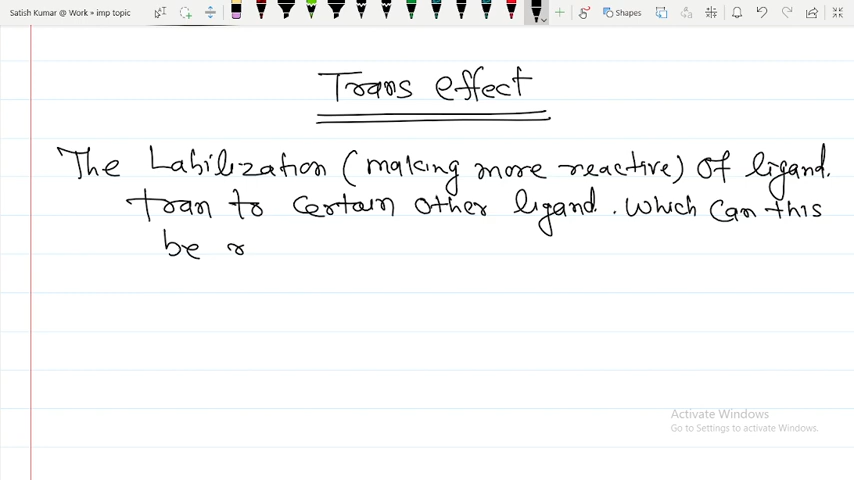 Satish Kumar @ Work » imp topic
Shapes
Trans effect
The Labilization (making more reactive) of ligand.
tran to certain other ligand. which can this
be r
Activate Windows
Go to Settings to activate Windows.